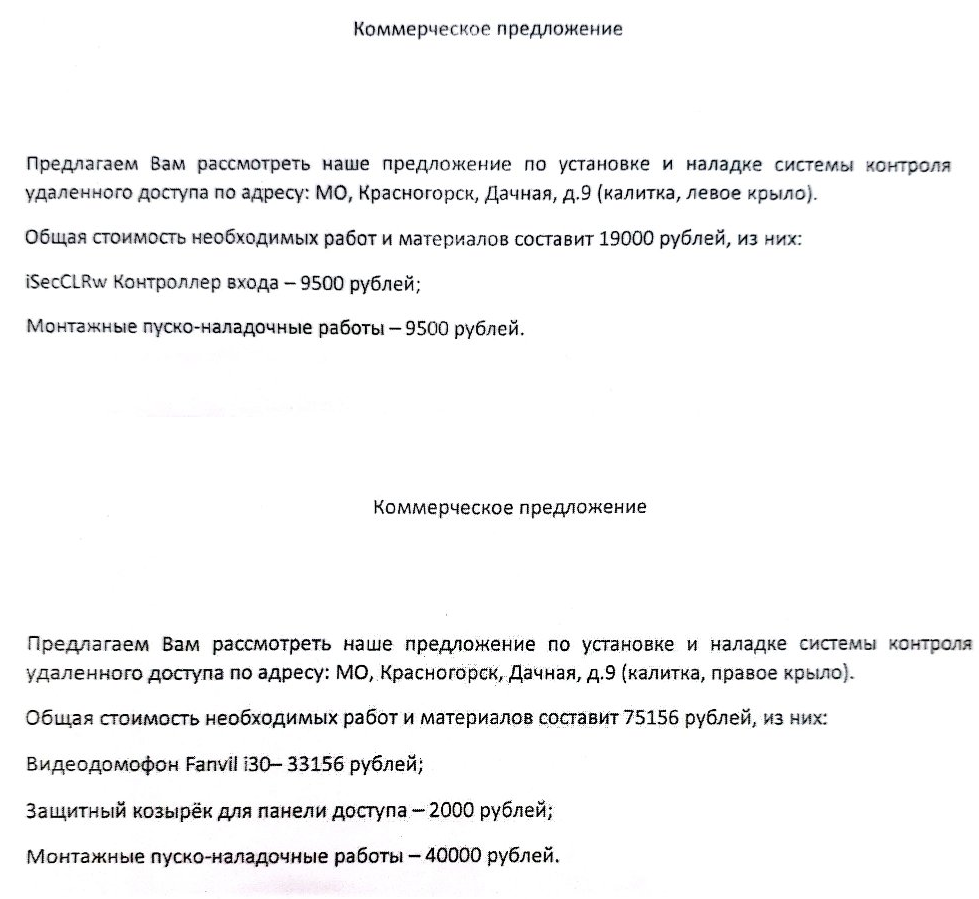 Коммерческое предложение
Предлагаем Вам рассмотреть наше предложение по установке и наладке системы контроля
удаленного доступа по адресу: МО, Красногорск, Дачная, д.9 (калитка, левое крыло).
Общая стоимость необходимых работ и материалов составит 19000 рублей, из них:
iSecCLRw Контроллер входа – 9500 рублей;
Монтажные пуско-наладочные работы – 9500 рублей.
Коммерческое предложение
Предлагаем Вам рассмотреть наше предложение по установке и наладке системы контроля
удаленного доступа по адресу: МО, Красногорск, Дачная, д.9 (калитка, правое крыло).
Общая стоимость необходимых работ и материалов составит 75156 рублей, из них:
Видеодомофон Fanvil i30– 33156 рублей;
Защитный козырёк для панели доступа – 2000 рублей;
Монтажные пуско-наладочные работы – 40000 рублей.